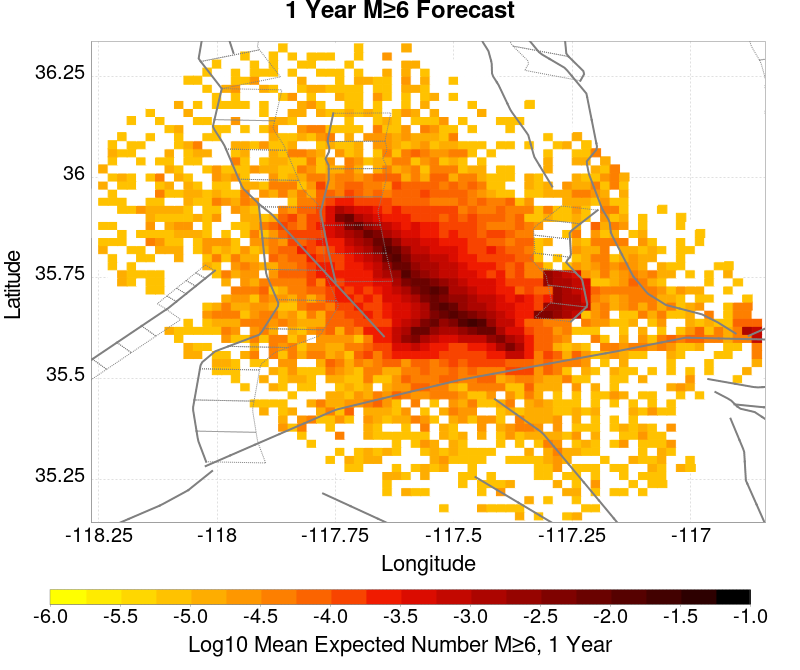 1 Year M≥6 Forecast
36.25
36
35.75
35.5
35.25
Latitude
-118.25 -118 -117.75 -117.5 -117.25 -117
Longitude
-6.0 -5.5 -5.0 -4.5 -4.0 -3.5 -3.0 -2.5 -2.0 -1.5 -1.0
Log10 Mean Expected Number M≥6, 1 Year